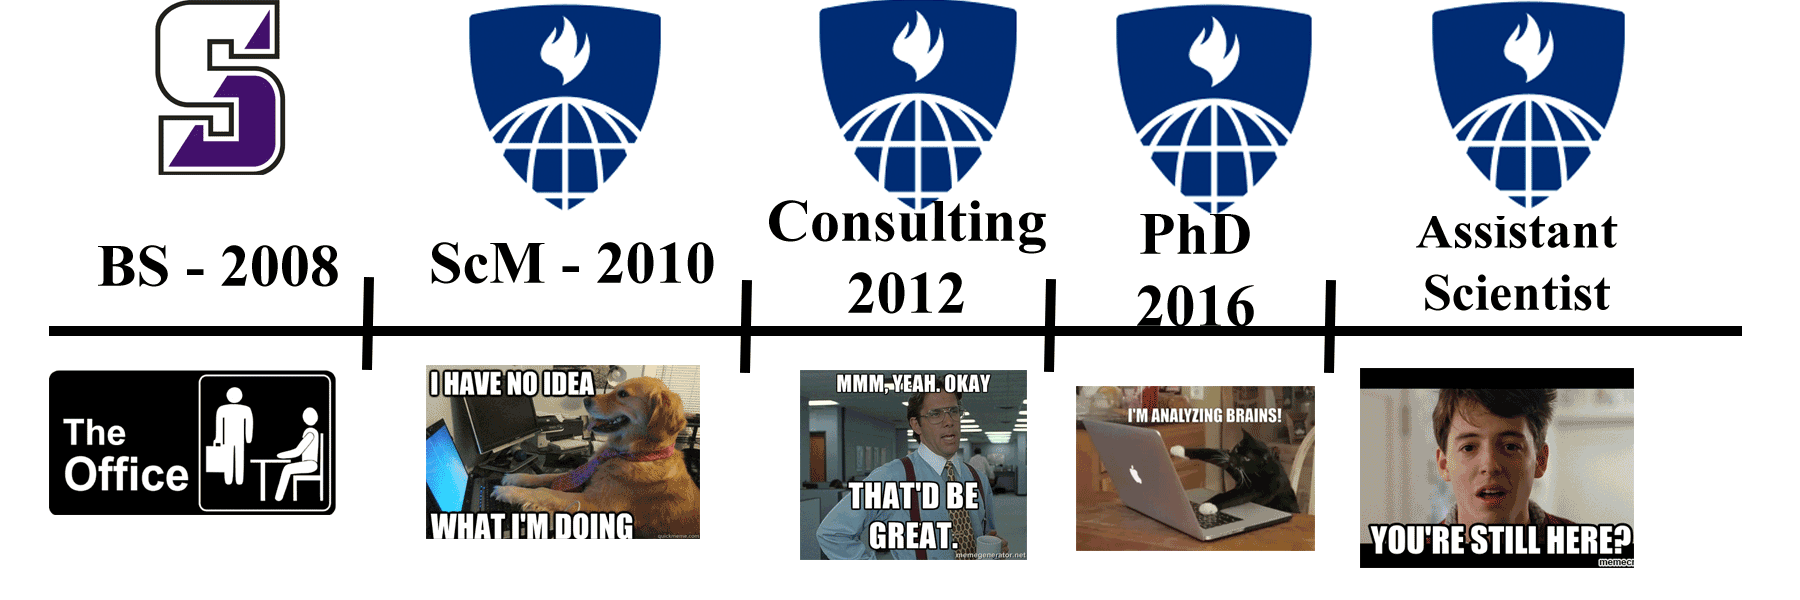 BS - 2008
ScM - 2010
Consulting
2012
PhD
2016
Assistant
Scientist
The
Office
I HAVE NO IDEA
WHAT I'M DOING
quickmeme.com
MMM, YEAH. OKAY
THAT'D BE
GREAT.
memegenerator.net
I'M ANALYZING BRAINS!
YOU'RE STILL HERE?
memecr